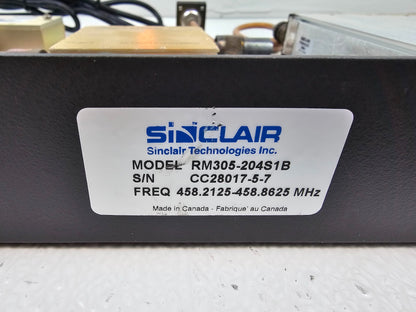 SINCLAIR
Sinclair Technologies Inc.
MODEL RM305-204S1B
S/N CC28017-5-7
FREQ 458.2125-458.8625 MHz
Made in Canada - Fabrique' au Canada